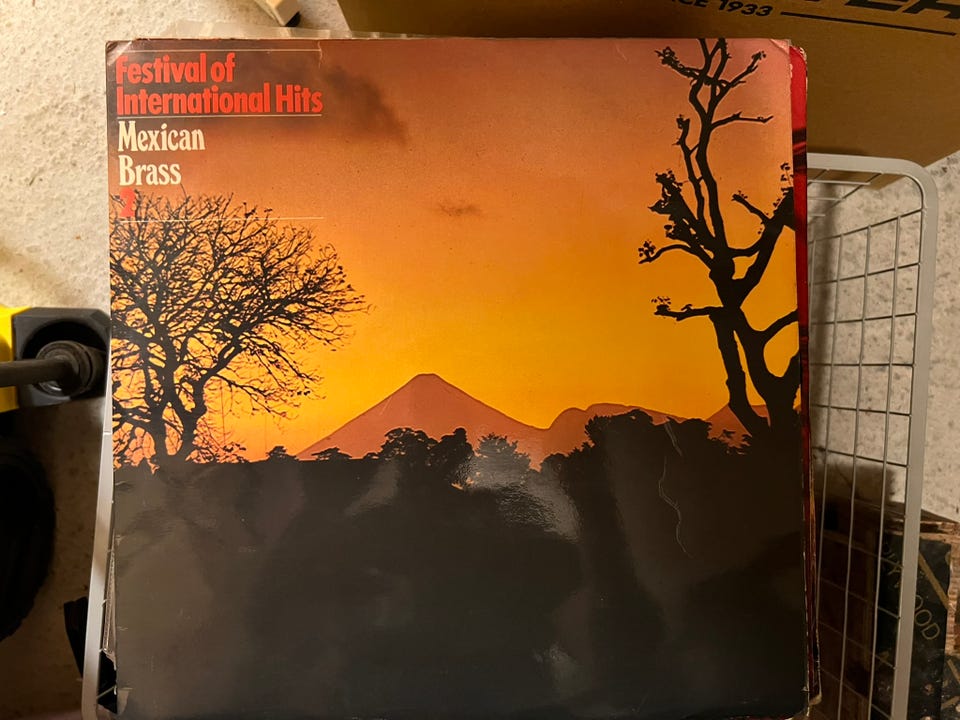 Festival of
International Hits
Mexican
Brass
CE 1933